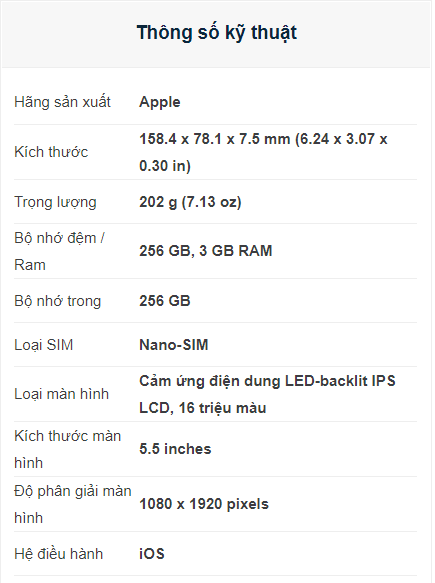 Thông số kỹ thuật
Hãng sản xuất Apple
Kích thước 158.4 x 78.1 x 7.5 mm (6.24 x 3.07 x
0.30 in)
Trọng lượng 202 g (7.13 oz)
Bộ nhớ đệm /
Ram 256 GB, 3 GB RAM
Bộ nhớ trong 256 GB
Loại SIM Nano-SIM
Loại màn hình Cảm ứng điện dung LED-backlit IPS
LCD, 16 triệu màu
Kích thước màn
hình 5.5 inches
Độ phân giải màn
hình 1080 x 1920 pixels
Hệ điều hành iOS